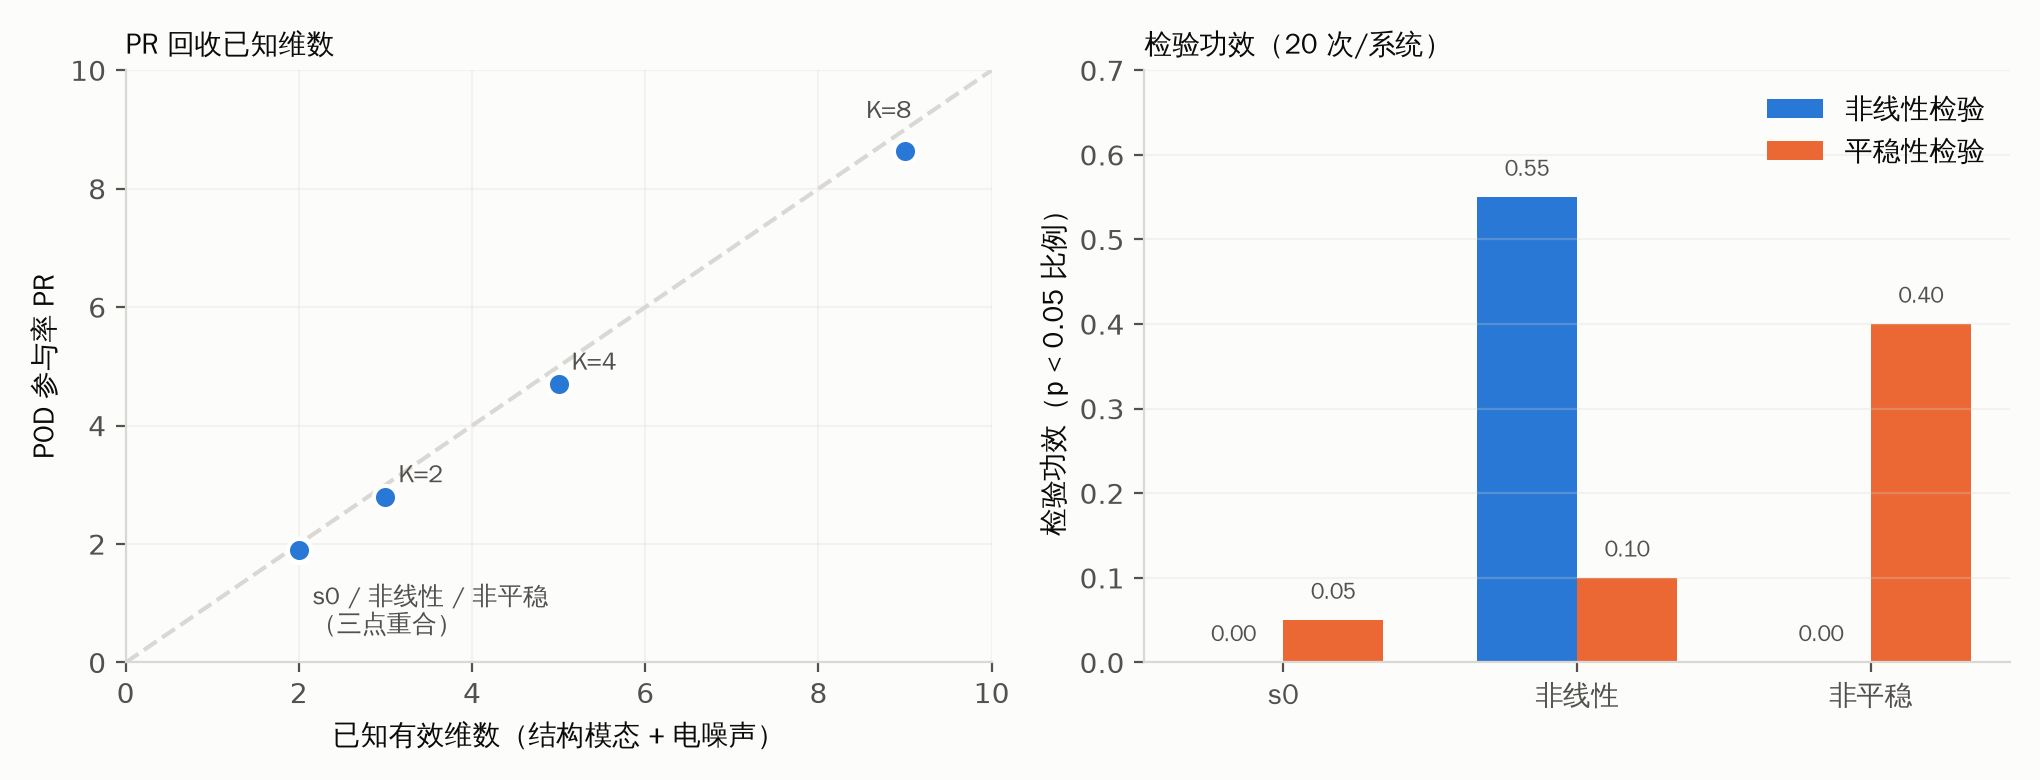 PR 回收已知维数
10
8
6
4
2
0
0
2
4
6
8
10
POD 参与率 PR
已知有效维数（结构模态 + 电噪声）
K=8
K=4
K=2
s0 / 非线性 / 非平稳
（三点重合）
检验功效（20 次/系统）
0.7
0.6
0.5
0.4
0.3
0.2
0.1
0.0
检验功效（p < 0.05 比例）
非线性检验
平稳性检验
0.00
0.05
0.55
0.10
0.00
0.40
s0
非线性
非平稳